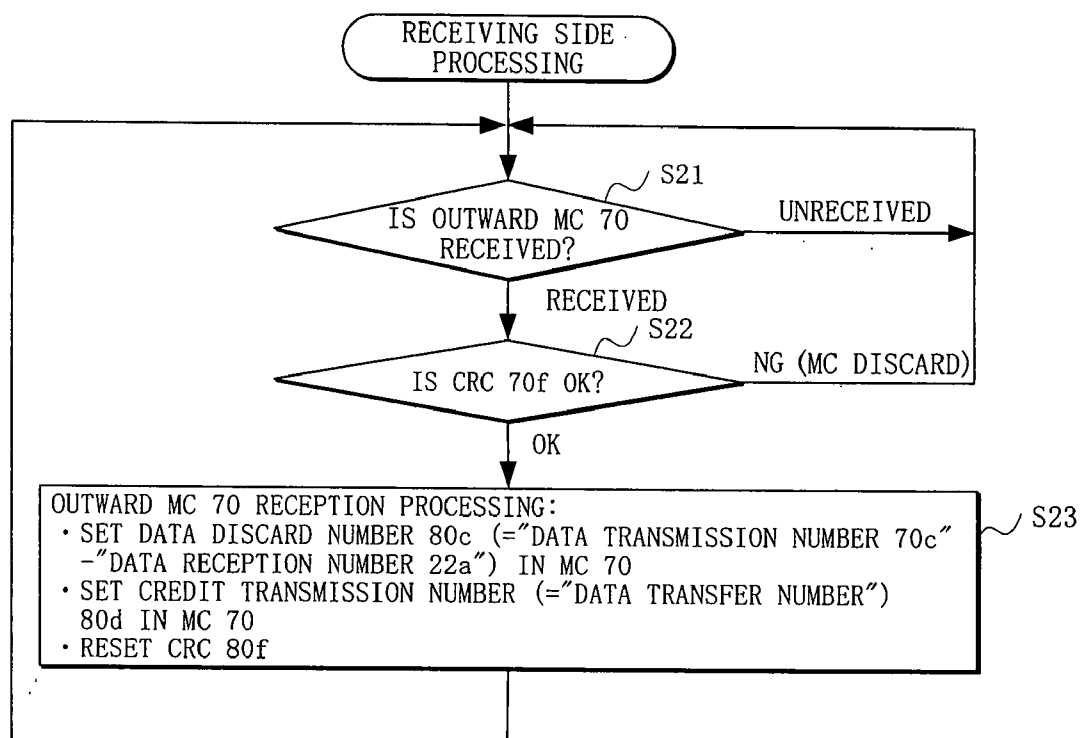 RECEIVING SIDE
PROCESSING
S21
IS OUTWARD MC 70
RECEIVED?
UNRECEIVED
RECEIVED
S22
IS CRC 70f OK?
NG (MC DISCARD)
OK
S23
OUTWARD MC 70 RECEPTION PROCESSING:
・SET DATA DISCARD NUMBER 80c (="DATA TRANSMISSION NUMBER 70c"
-"DATA RECEPTION NUMBER 22a") IN MC 70
・SET CREDIT TRANSMISSION NUMBER (="DATA TRANSFER NUMBER")
80d IN MC 70
・RESET CRC 80f